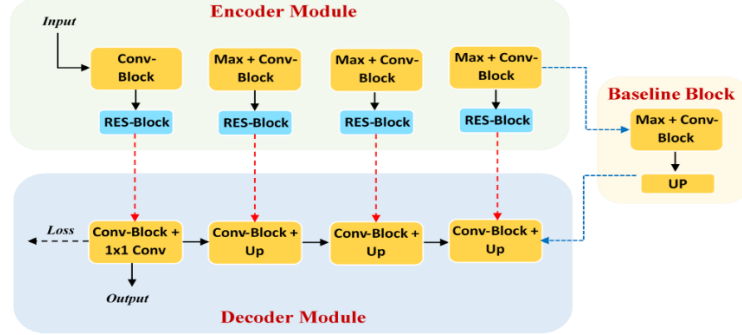 Encoder Module
Input
Conv-
Block
Max + Conv-
Block
Max + Conv-
Block
Max + Conv-
Block
RES-Block
RES-Block
RES-Block
RES-Block
Baseline Block
Max + Conv-
Block
UP
Loss
Conv-Block +
1x1 Conv
Conv-Block +
Up
Conv-Block +
Up
Conv-Block +
Up
Output
Decoder Module